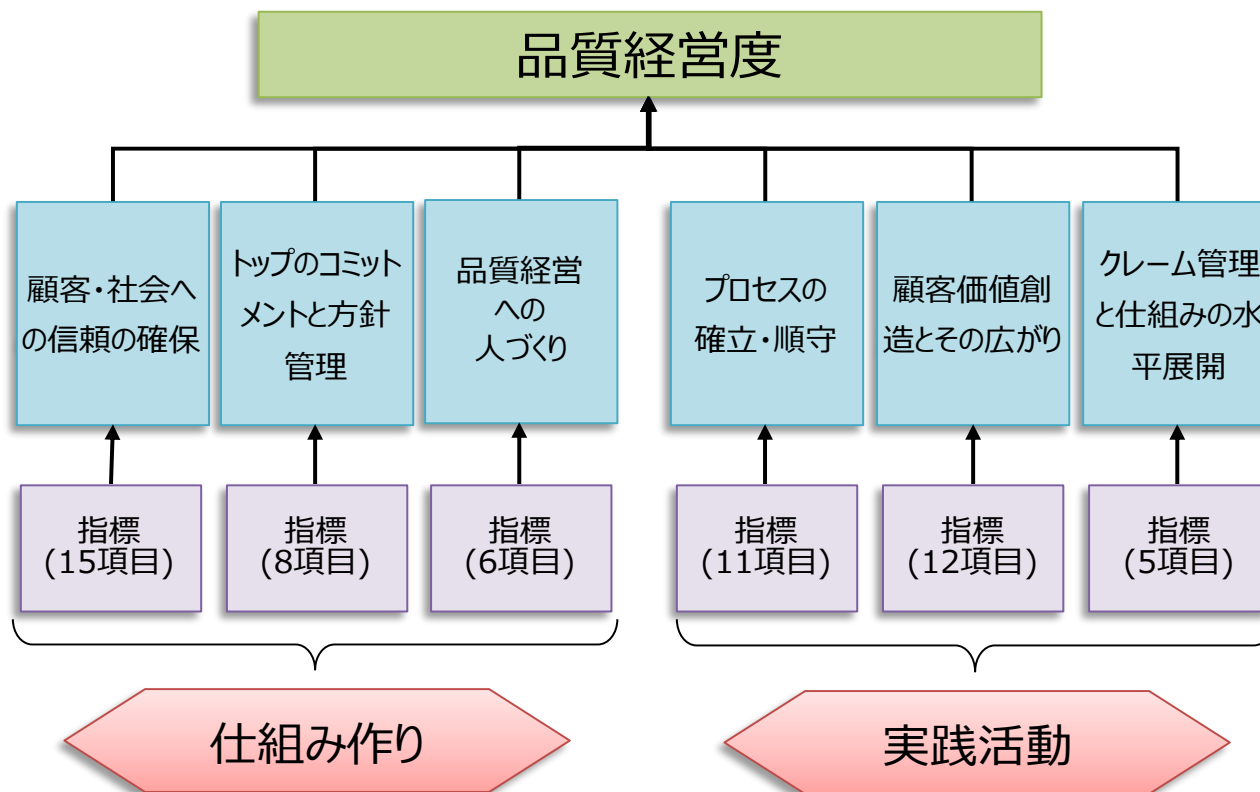 品質経営度
顧客・社会へ
の信頼の確保
トップのコミット
メントと方針
管理
品質経営
への
人づくり
プロセスの
確立・順守
顧客価値創
造とその広がり
クレーム管理
と仕組みの水
平展開
指標
(15項目)
指標
(8項目)
指標
(6項目)
指標
(11項目)
指標
(12項目)
指標
(5項目)
仕組み作り
実践活動